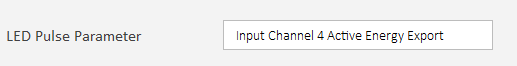 LED Pulse Parameter Input Channel 4 Active Energy Export